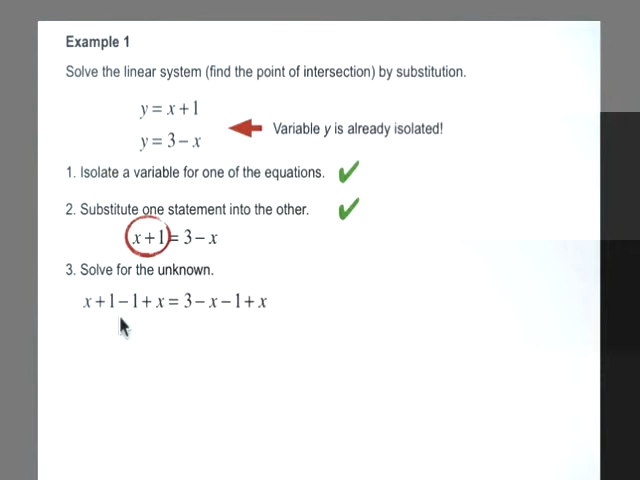 Example 1
Solve the linear system (find the point of intersection) by substitution.
y = x + 1
Variable y is already isolated!
y = 3 – x
1. Isolate a variable for one of the equations.
2. Substitute one statement into the other.
x + 1 = 3 – x
3. Solve for the unknown.
x + 1 – 1 + x = 3 – x – 1 + x